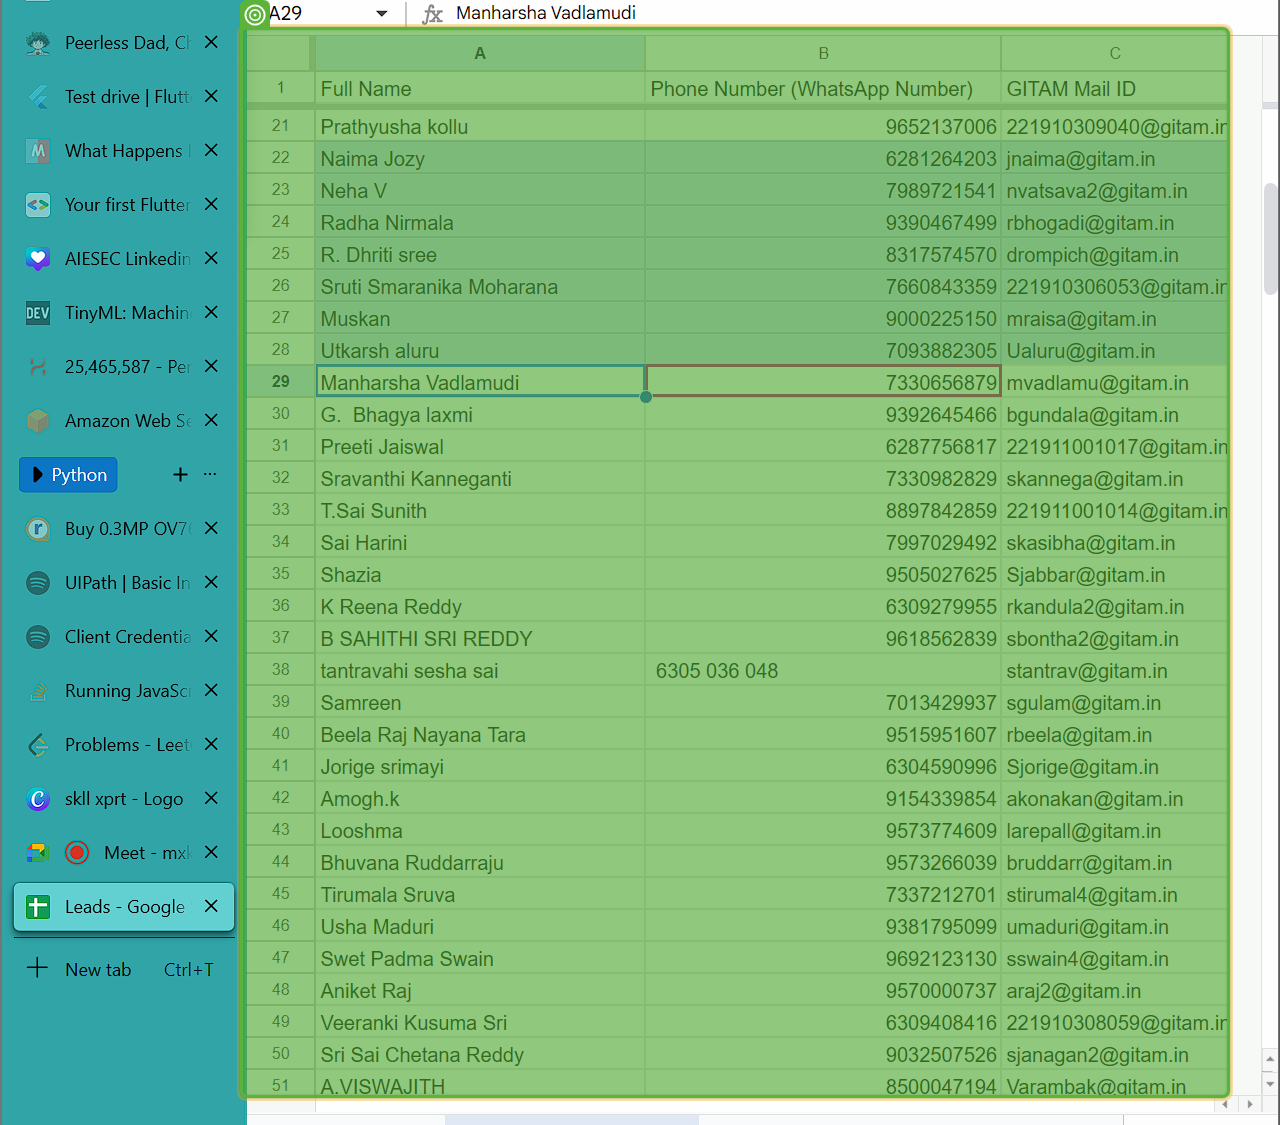 A29 fx Manharsha Vadlamudi
Peerless Dad, Ch
Test drive | Flutt
What Happens
Your first Flutter
AIESEC Linkedin
TinyML: Machin
25,465,587 - Per
Amazon Web Se
Python
Buy 0.3MP OV76
UIPath | Basic In
Client Credentia
Running JavaScr
Problems - Leet
skll xprt - Logo
Meet - mxk
Leads - Google
New tab Ctrl+T
A B C
1 Full Name Phone Number (WhatsApp Number) GITAM Mail ID
21 Prathyusha kollu 9652137006 221910309040@gitam.in
22 Naima Jozy 6281264203 jnaima@gitam.in
23 Neha V 7989721541 nvatsava2@gitam.in
24 Radha Nirmala 9390467499 rbhogadi@gitam.in
25 R. Dhriti sree 8317574570 drompich@gitam.in
26 Sruti Smaranika Moharana 7660843359 221910306053@gitam.in
27 Muskan 9000225150 mraisa@gitam.in
28 Utkarsh aluru 7093882305 Ualuru@gitam.in
29 Manharsha Vadlamudi 7330656879 mvadlamu@gitam.in
30 G.  Bhagya laxmi 9392645466 bgundala@gitam.in
31 Preeti Jaiswal 6287756817 221911001017@gitam.in
32 Sravanthi Kanneganti 7330982829 skannega@gitam.in
33 T.Sai Sunith 8897842859 221911001014@gitam.in
34 Sai Harini 7997029492 skasibha@gitam.in
35 Shazia 9505027625 Sjabbar@gitam.in
36 K Reena Reddy 6309279955 rkandula2@gitam.in
37 B SAHITHI SRI REDDY 9618562839 sbontha2@gitam.in
38 tantravahi sesha sai 6305 036 048 stantrav@gitam.in
39 Samreen 7013429937 sgulam@gitam.in
40 Beela Raj Nayana Tara 9515951607 rbeela@gitam.in
41 Jorige srimayi 6304590996 Sjorige@gitam.in
42 Amogh.k 9154339854 akonakan@gitam.in
43 Looshma 9573774609 larepall@gitam.in
44 Bhuvana Ruddarraju 9573266039 bruddarr@gitam.in
45 Tirumala Sruva 7337212701 stirumal4@gitam.in
46 Usha Maduri 9381795099 umaduri@gitam.in
47 Swet Padma Swain 9692123130 sswain4@gitam.in
48 Aniket Raj 9570000737 araj2@gitam.in
49 Veeranki Kusuma Sri 6309408416 221910308059@gitam.in
50 Sri Sai Chetana Reddy 9032507526 sjanagan2@gitam.in
51 A.VISWAJITH 8500047194 Varambak@gitam.in